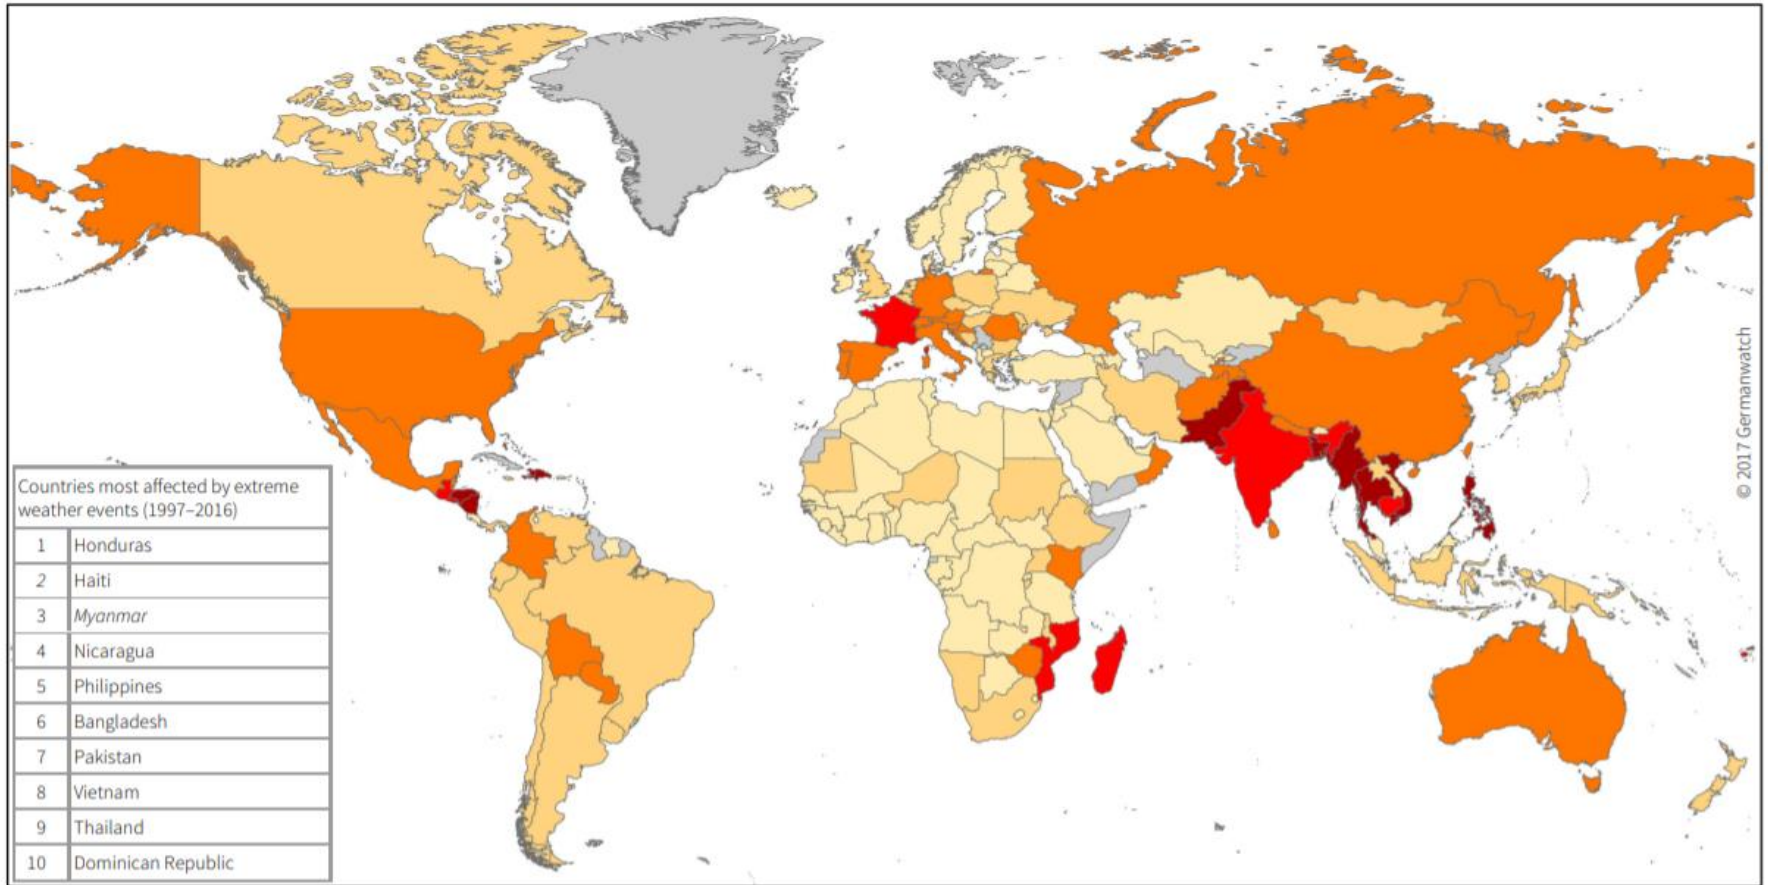 Countries most affected by extreme
weather events (1997–2016)
1 Honduras
2 Haiti
3 Myanmar
4 Nicaragua
5 Philippines
6 Bangladesh
7 Pakistan
8 Vietnam
9 Thailand
10 Dominican Republic
© 2017 Germanwatch